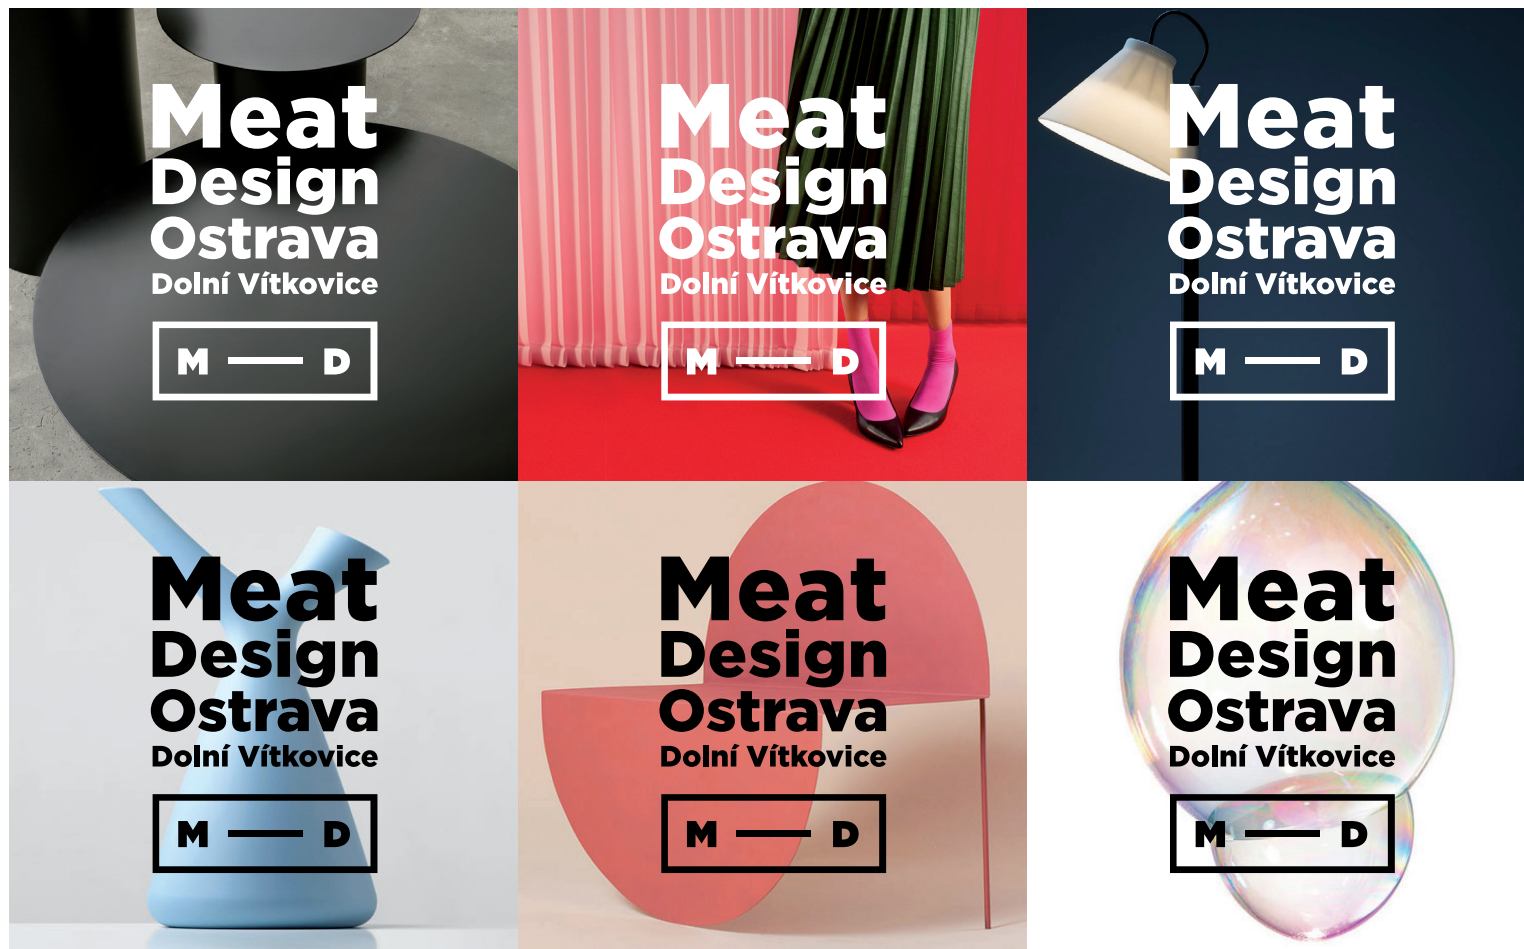 Meat
Design
Ostrava
Dolní Vítkovice
M — D
Meat
Design
Ostrava
Dolní Vítkovice
M — D
Meat
Design
Ostrava
Dolní Vítkovice
M — D
Meat
Design
Ostrava
Dolní Vítkovice
M — D
Meat
Design
Ostrava
Dolní Vítkovice
M — D
Meat
Design
Ostrava
Dolní Vítkovice
M — D